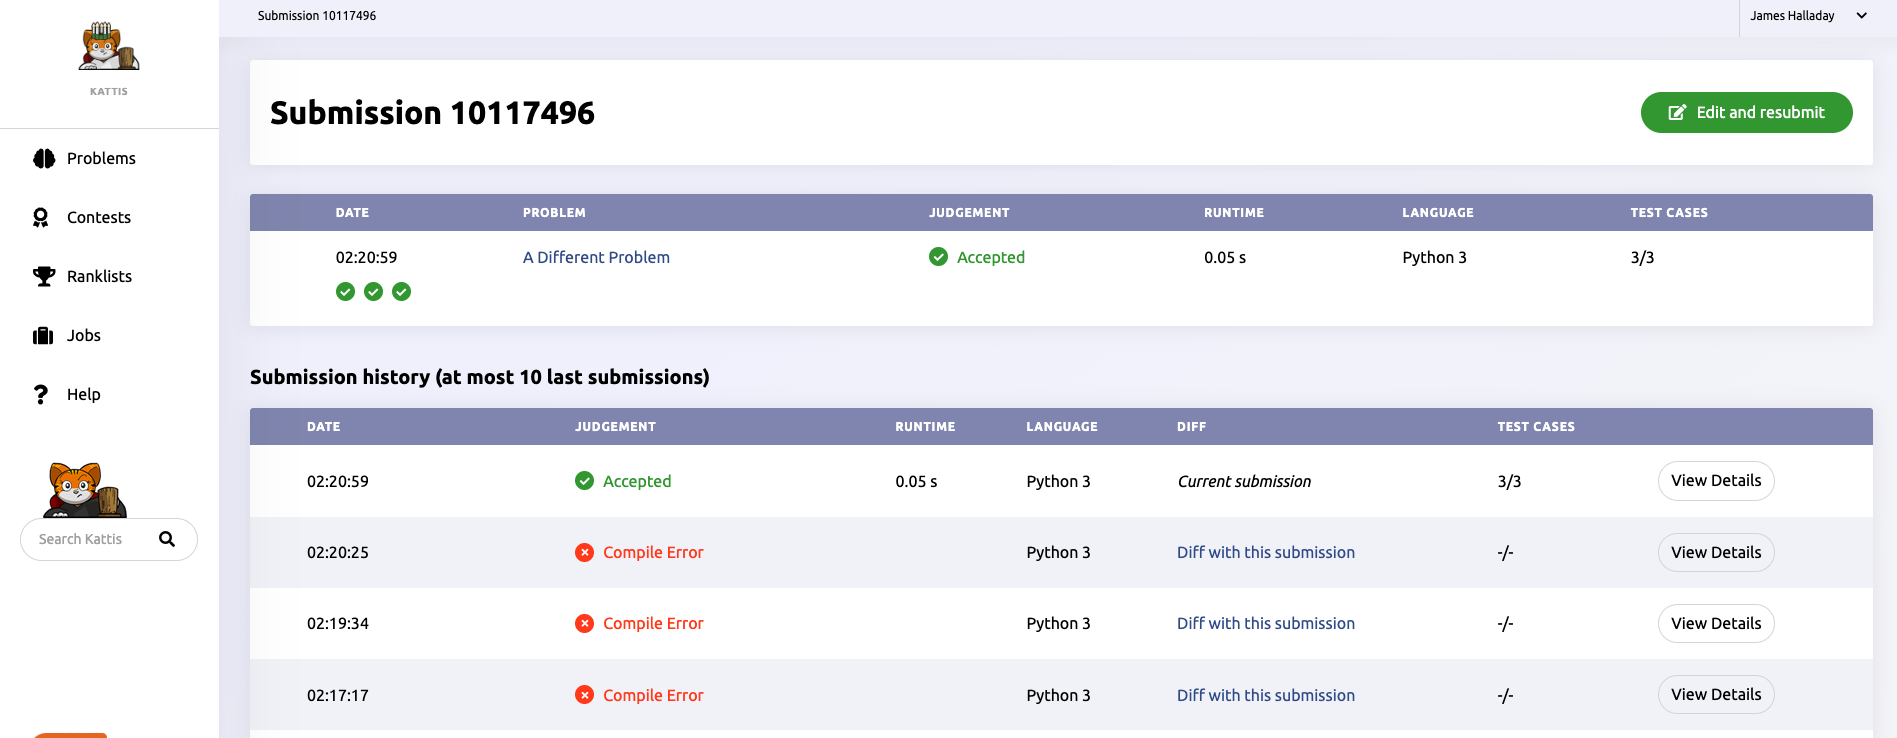 Submission 10117496
James Halladay
KATTIS
Problems
Contests
Ranklists
Jobs
Help
Search Kattis
Submission 10117496
Edit and resubmit
DATE PROBLEM JUDGEMENT RUNTIME LANGUAGE TEST CASES
02:20:59 A Different Problem Accepted 0.05 s Python 3 3/3
Submission history (at most 10 last submissions)
DATE JUDGEMENT RUNTIME LANGUAGE DIFF TEST CASES
02:20:59 Accepted 0.05 s Python 3 Current submission 3/3 View Details
02:20:25 Compile Error Python 3 Diff with this submission -/- View Details
02:19:34 Compile Error Python 3 Diff with this submission -/- View Details
02:17:17 Compile Error Python 3 Diff with this submission -/- View Details